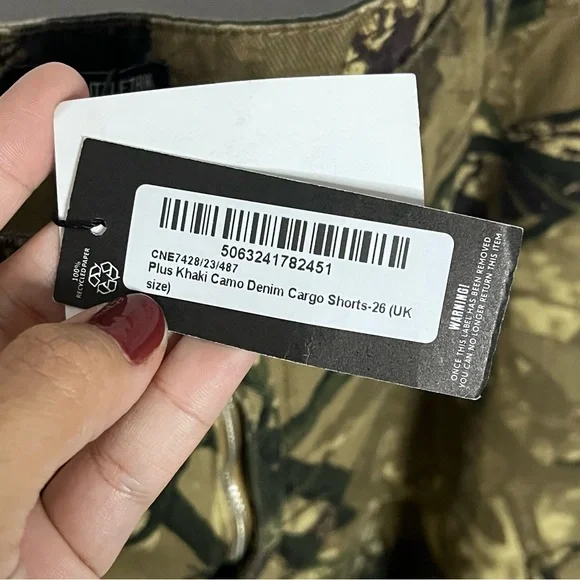 5063241782451
CNE7428/23/487
Plus Khaki Camo Denim Cargo Shorts-26 (UK
size)
100%
RECYCLED PAPER
WARNING!
ONCE THIS LABEL HAS BEEN REMOVED
YOU CAN NO LONGER RETURN THIS ITEM